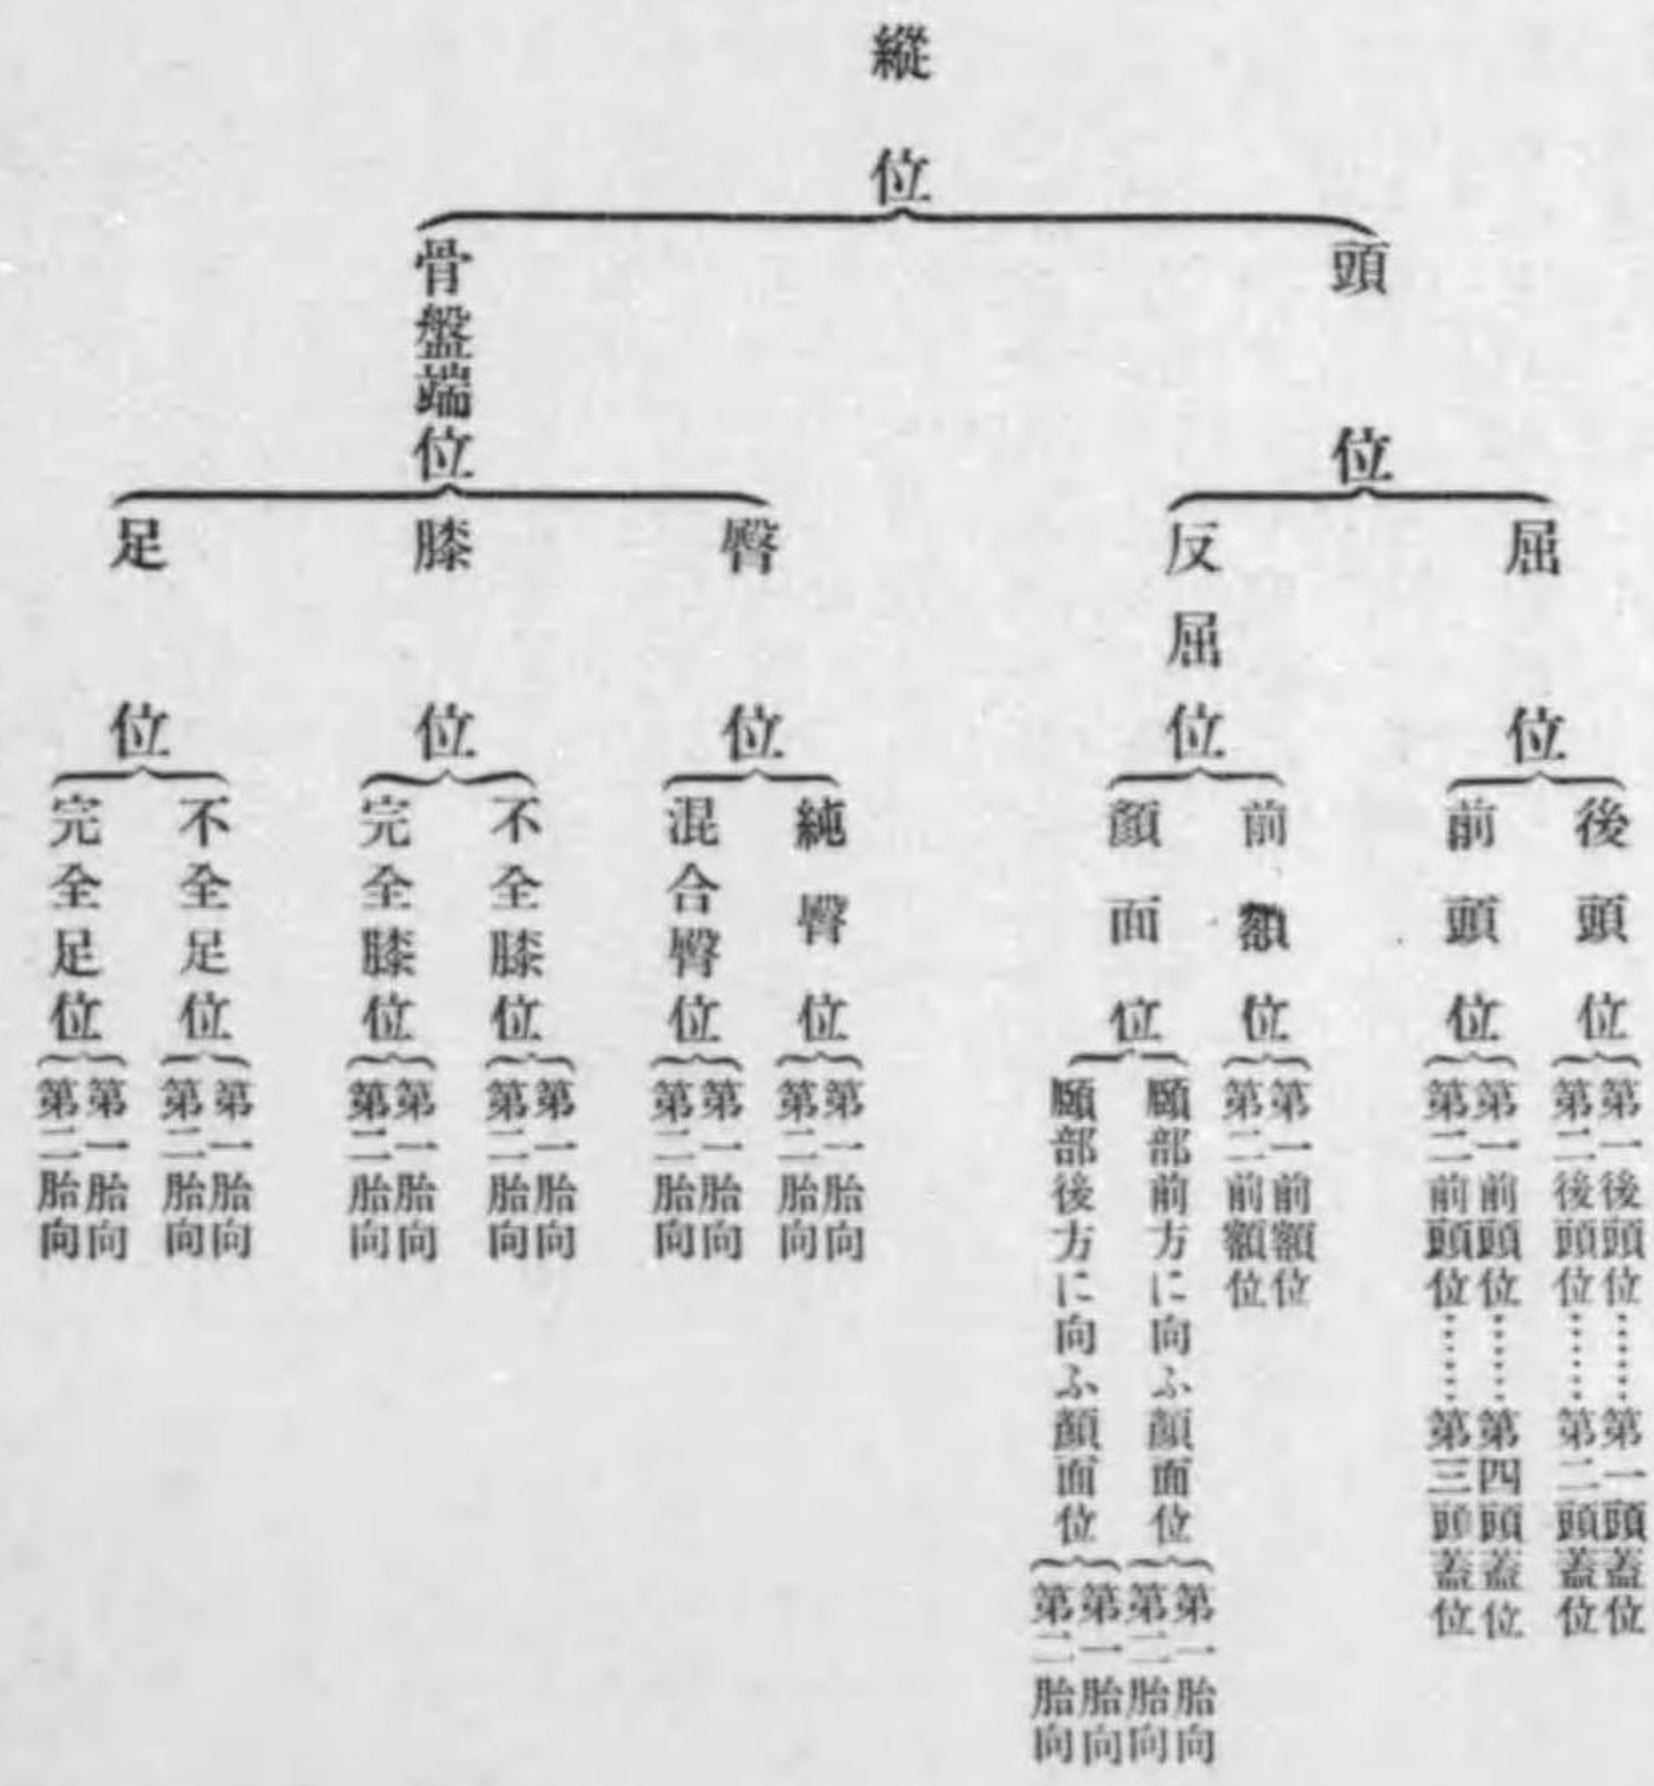 縱位
頭位
屈位
後頭位
第一後頭位……第一頭蓋位
第二後頭位……第二頭蓋位
前頭位
第一前頭位……第四頭蓋位
第二前頭位……第三頭蓋位
反屈位
前額位
第一前額位
第二前額位
顏面位
頤部前方に向ふ顏面位
第一胎向
第二胎向
頤部後方に向ふ顏面位
第一胎向
第二胎向
骨盤端位
臀位
純臀位
第一胎向
第二胎向
混合臀位
第一胎向
第二胎向
膝位
不全膝位
第一胎向
第二胎向
完全膝位
第一胎向
第二胎向
足位
不全足位
第一胎向
第二胎向
完全足位
第一胎向
第二胎向